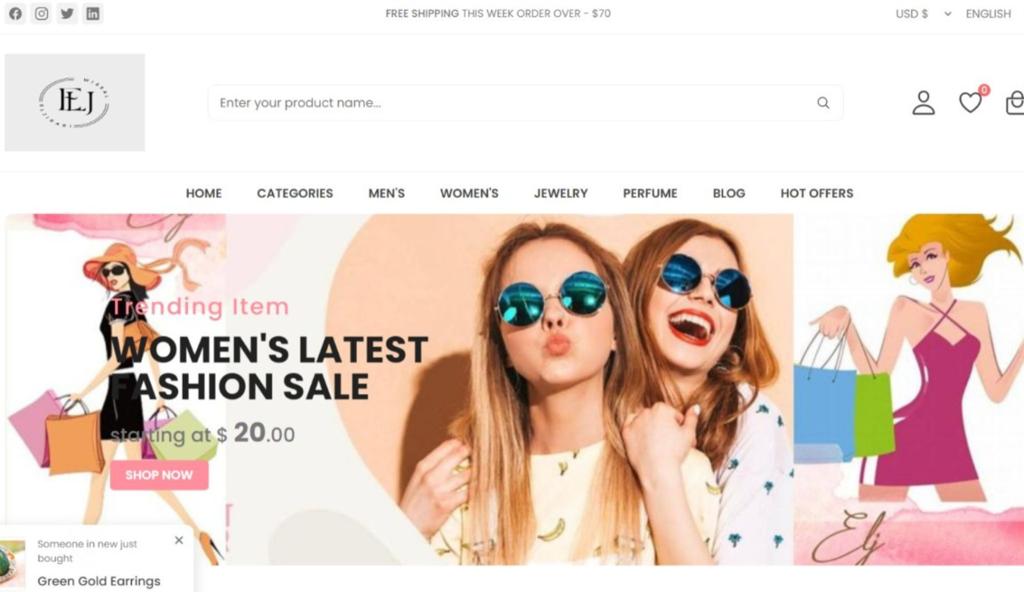 FREE SHIPPING THIS WEEK ORDER OVER - $70
USD $
ENGLISH
ELJ
Enter your product name...
0
HOME
CATEGORIES
MEN'S
WOMEN'S
JEWELRY
PERFUME
BLOG
HOT OFFERS
Trending Item
WOMEN'S LATEST
FASHION SALE
starting at $ 20.00
SHOP NOW
Elj
Someone in new just
bought
Green Gold Earrings